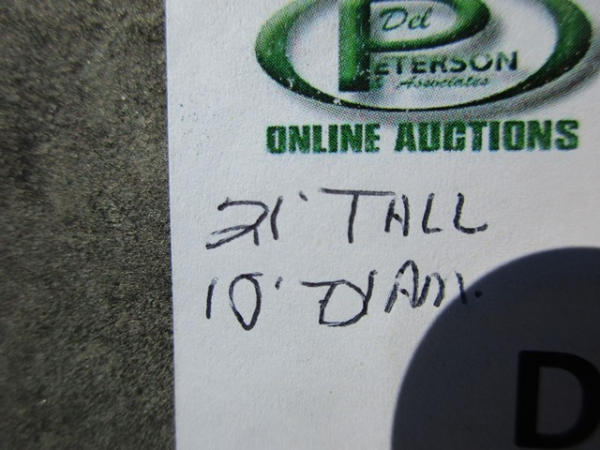 Del
PETERSON
& Associates
ONLINE AUCTIONS
21' TALL
10' DIAM.
D